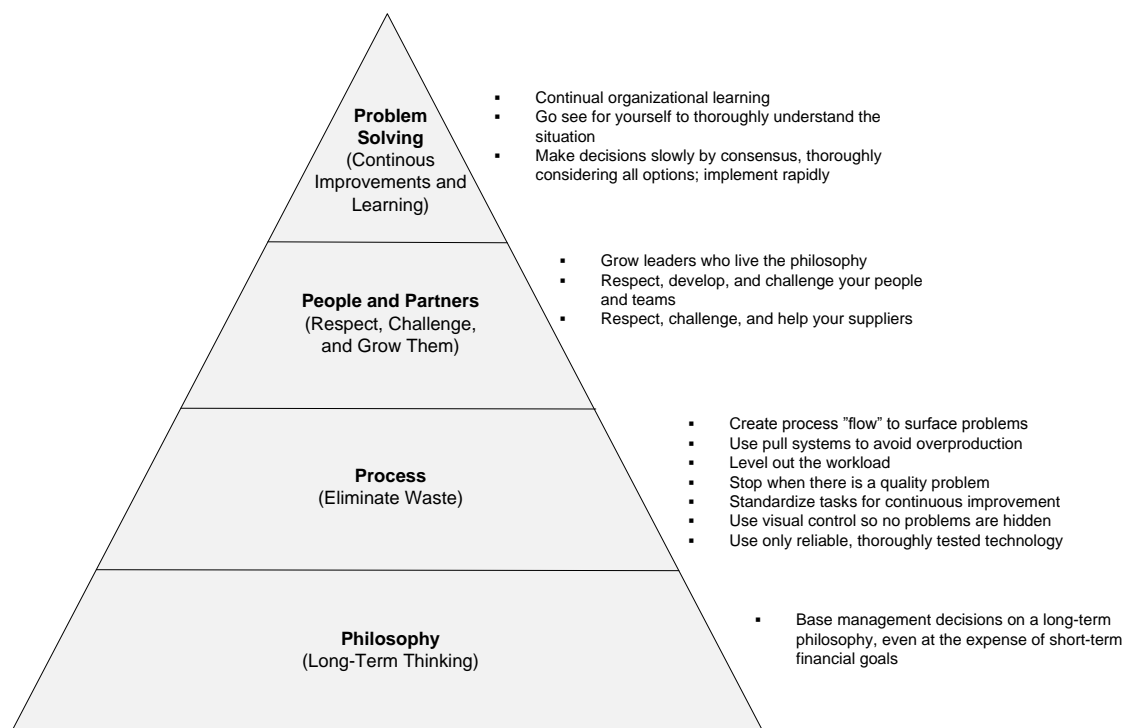 Problem
Solving
(Continous
Improvements and
Learning)
▪ Continual organizational learning
▪ Go see for yourself to thoroughly understand the
situation
▪ Make decisions slowly by consensus, thoroughly
considering all options; implement rapidly
People and Partners
(Respect, Challenge,
and Grow Them)
▪ Grow leaders who live the philosophy
▪ Respect, develop, and challenge your people
and teams
▪ Respect, challenge, and help your suppliers
Process
(Eliminate Waste)
▪ Create process ”flow” to surface problems
▪ Use pull systems to avoid overproduction
▪ Level out the workload
▪ Stop when there is a quality problem
▪ Standardize tasks for continuous improvement
▪ Use visual control so no problems are hidden
▪ Use only reliable, thoroughly tested technology
Philosophy
(Long-Term Thinking)
▪ Base management decisions on a long-term
philosophy, even at the expense of short-term
financial goals